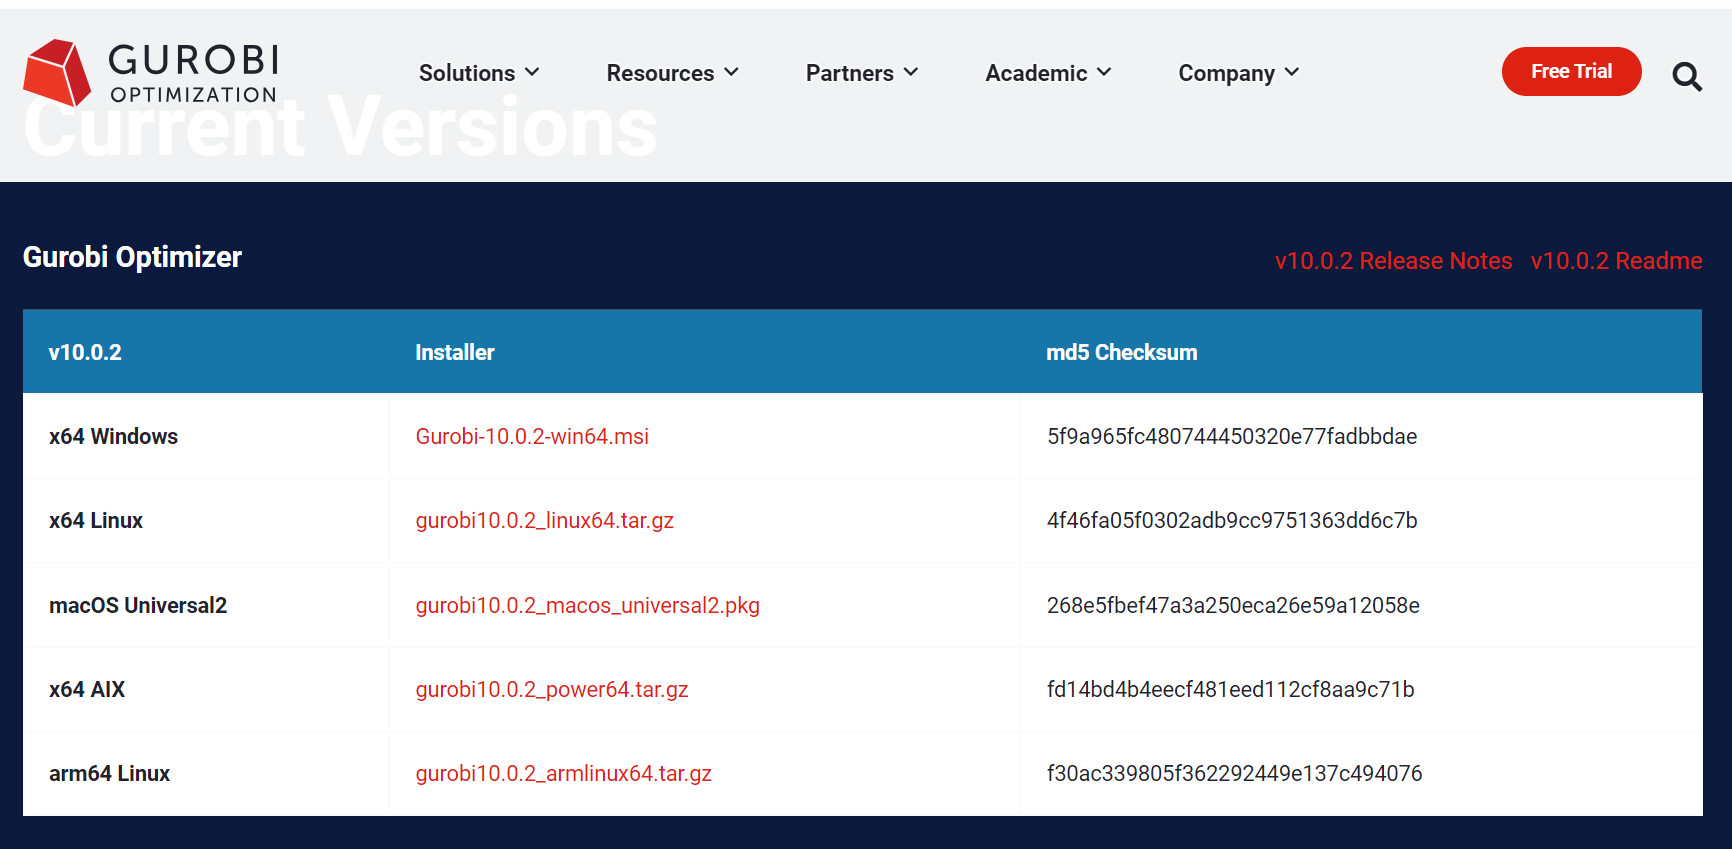 GUROBI
OPTIMIZATION
Solutions Resources Partners Academic Company Free Trial
Current Versions
Gurobi Optimizer v10.0.2 Release Notes v10.0.2 Readme
v10.0.2 Installer md5 Checksum
x64 Windows Gurobi-10.0.2-win64.msi 5f9a965fc480744450320e77fadbbdae
x64 Linux gurobi10.0.2_linux64.tar.gz 4f46fa05f0302adb9cc9751363dd6c7b
macOS Universal2 gurobi10.0.2_macos_universal2.pkg 268e5fbef47a3a250eca26e59a12058e
x64 AIX gurobi10.0.2_power64.tar.gz fd14bd4b4eecf481eed112cf8aa9c71b
arm64 Linux gurobi10.0.2_armlinux64.tar.gz f30ac339805f362292449e137c494076